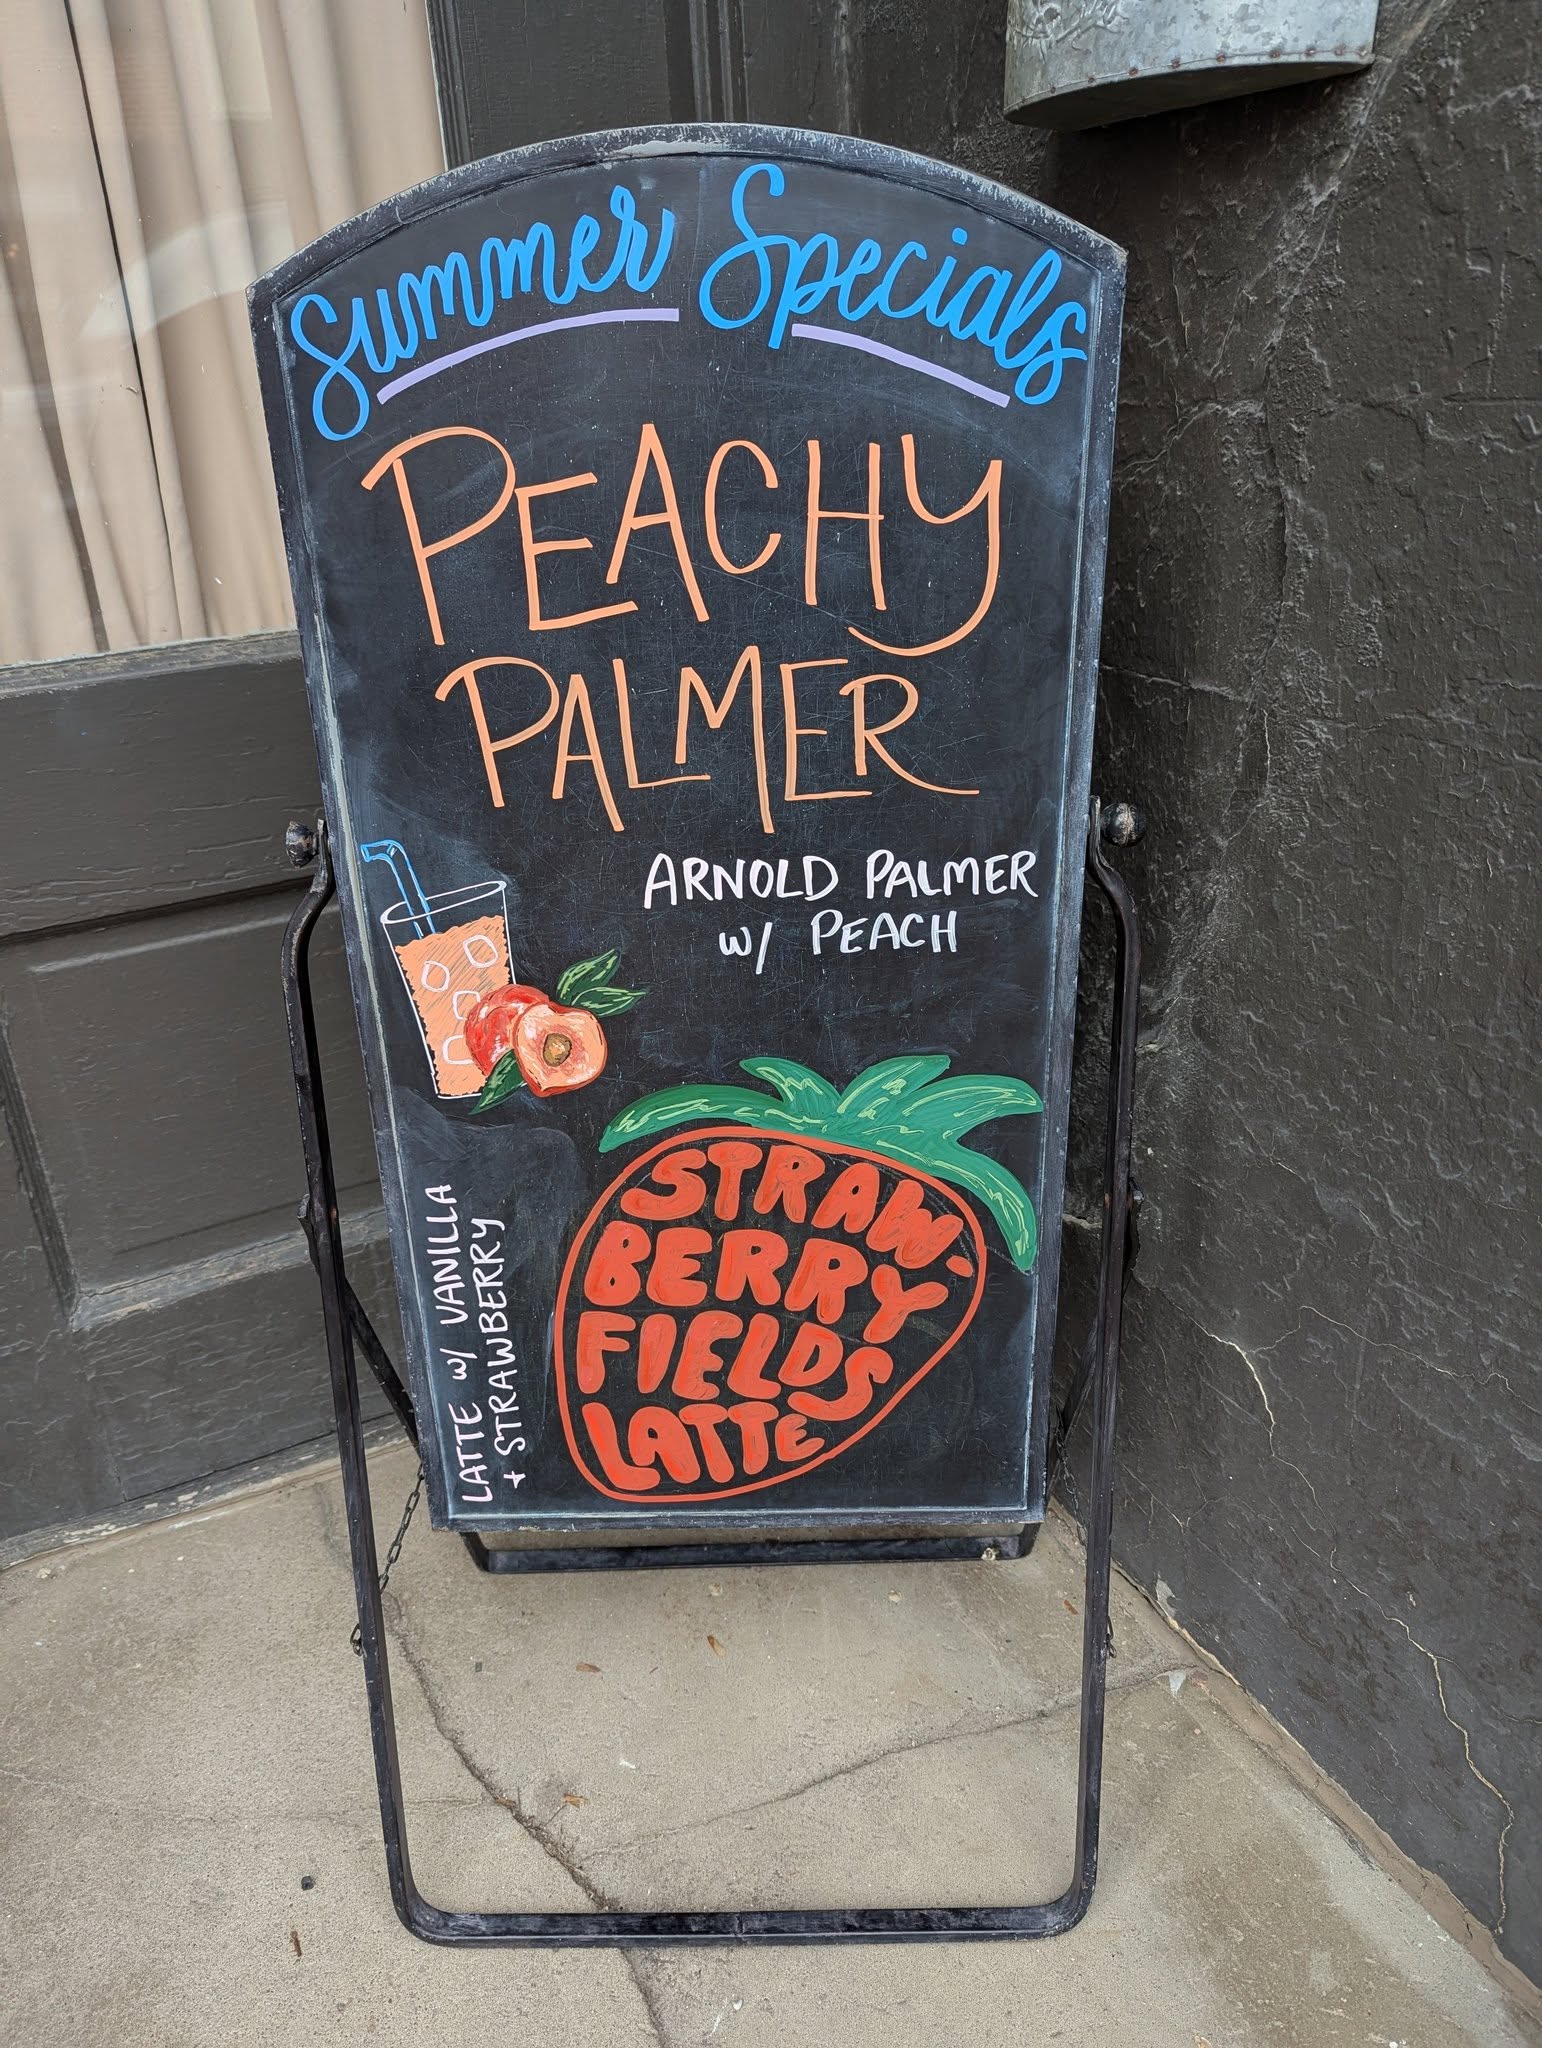 Summer Specials
PEACHY
PALMER
ARNOLD PALMER
W/ PEACH
LATTE W/ VANILLA
+ STRAWBERRY
STRAW-
BERRY
FIELDS
LATTE